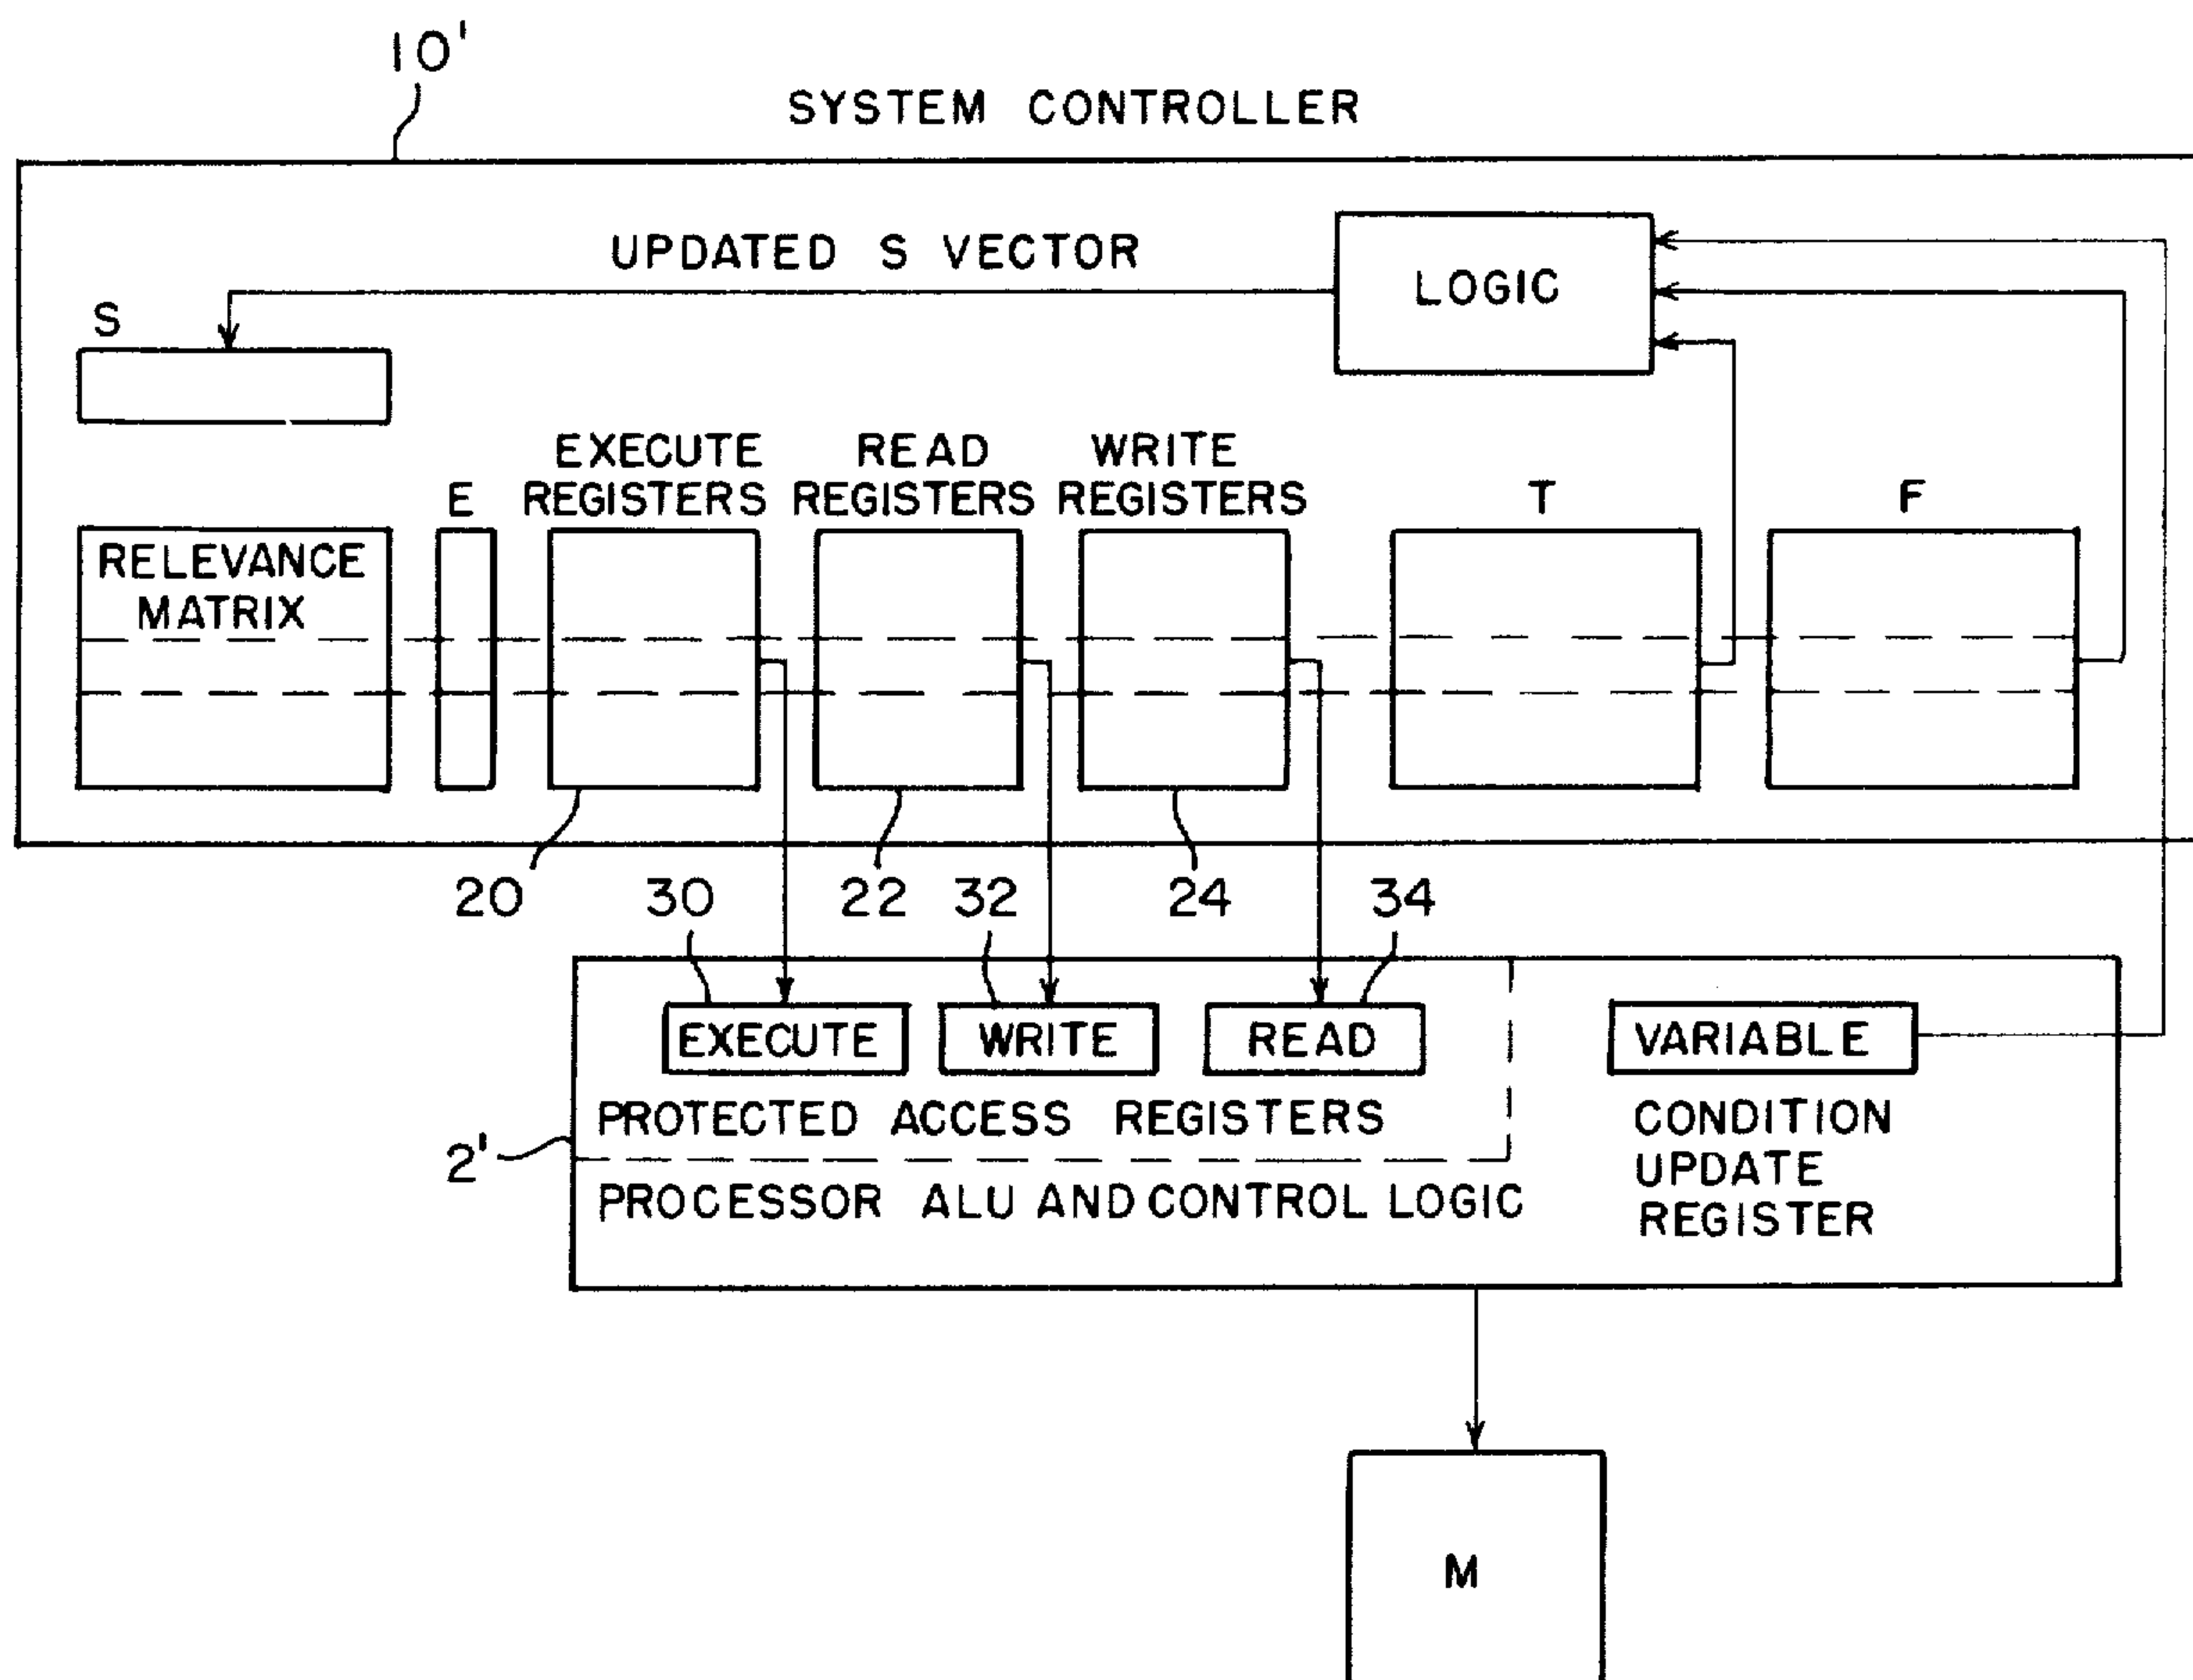 10'
SYSTEM CONTROLLER
UPDATED S VECTOR
LOGIC
S
EXECUTE REGISTERS
READ REGISTERS
WRITE REGISTERS
E
T
F
RELEVANCE
MATRIX
20
30
22
32
24
34
EXECUTE
WRITE
READ
VARIABLE
PROTECTED ACCESS REGISTERS
CONDITION
UPDATE
REGISTER
2'
PROCESSOR ALU AND CONTROL LOGIC
M